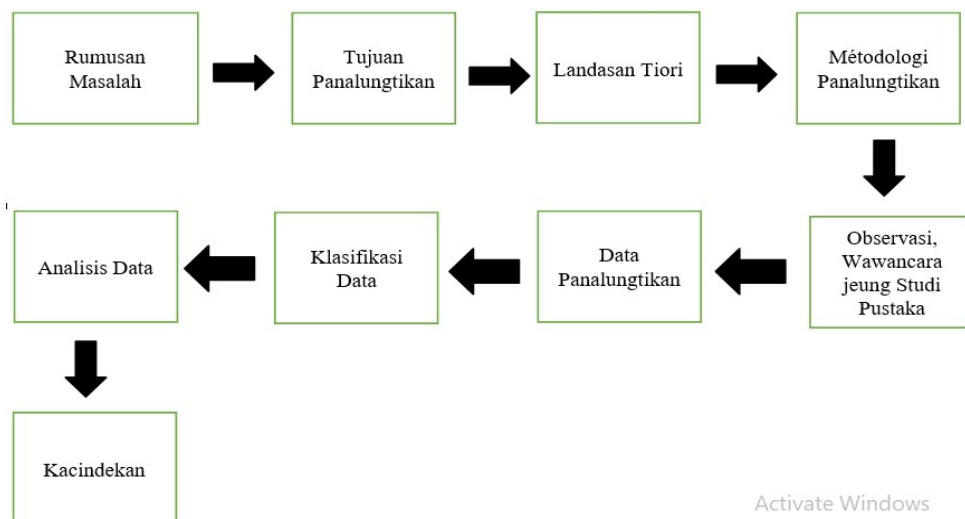 Rumusan
Masalah
Tujuan
Panalungtikan
Landasan Tiori
Métodologi
Panalungtikan
Observasi,
Wawancara
jeung Studi
Pustaka
Data
Panalungtikan
Klasifikasi
Data
Analisis Data
Kacindekan
Activate Windows